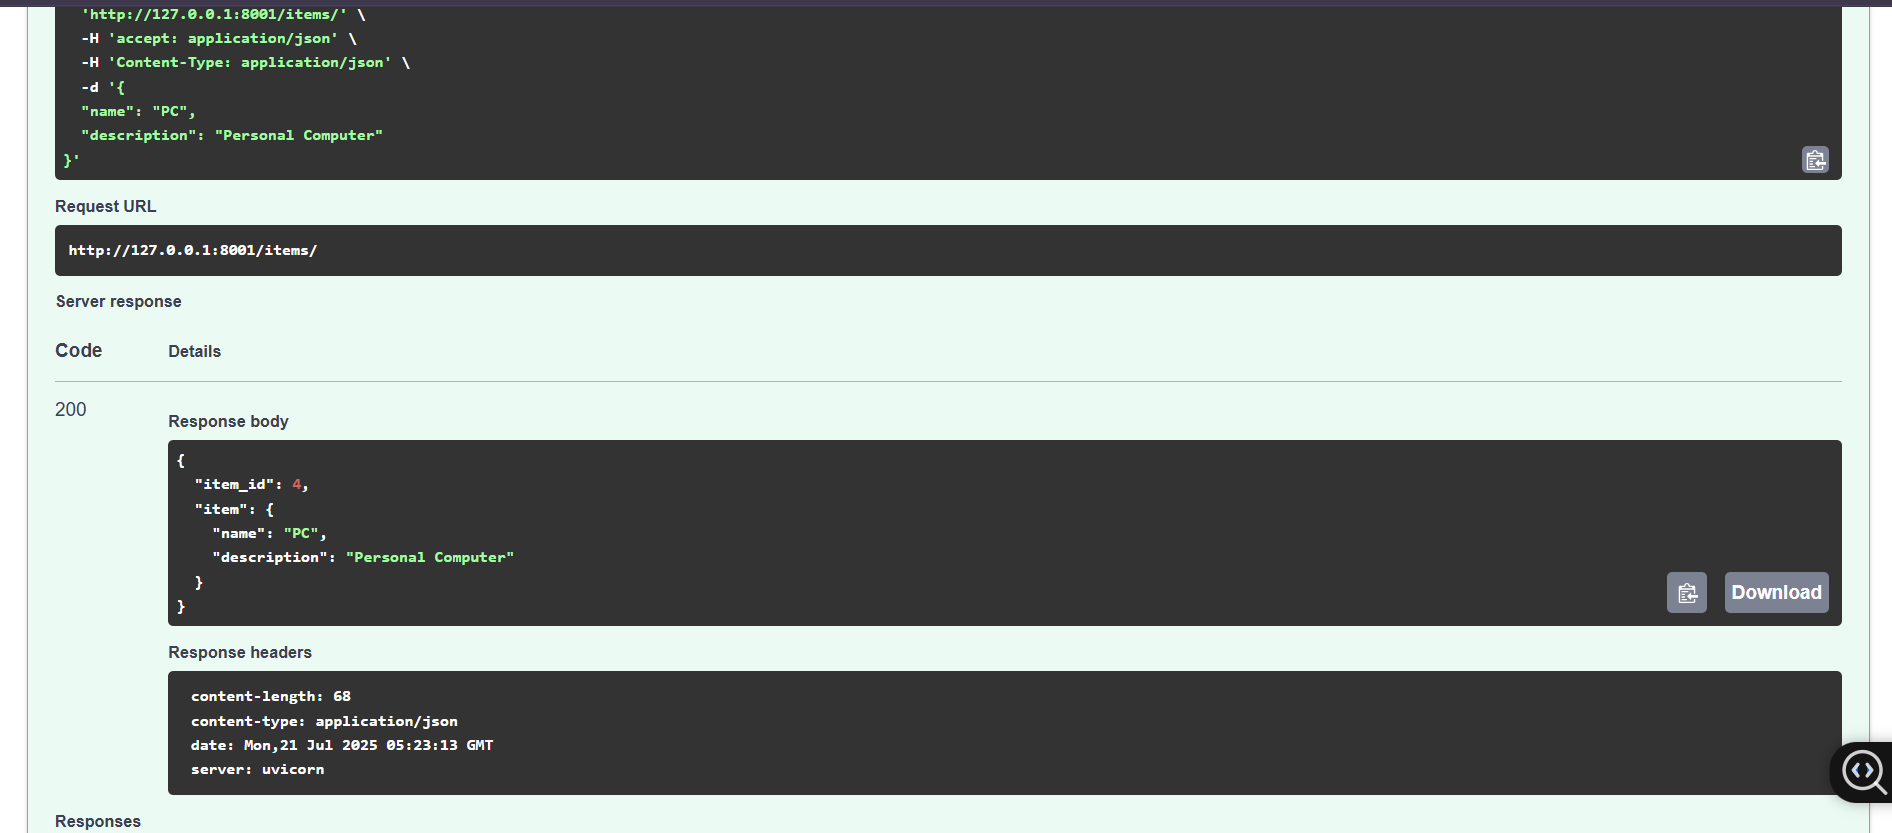 'http://127.0.0.1:8001/items/' \
-H 'accept: application/json' \
-H 'Content-Type: application/json' \
-d '{
"name": "PC",
"description": "Personal Computer"
}'
Request URL
http://127.0.0.1:8001/items/
Server response
Code Details
200
Response body
{
"item_id": 4,
"item": {
"name": "PC",
"description": "Personal Computer"
}
}
Download
Response headers
content-length: 68
content-type: application/json
date: Mon,21 Jul 2025 05:23:13 GMT
server: uvicorn
Responses